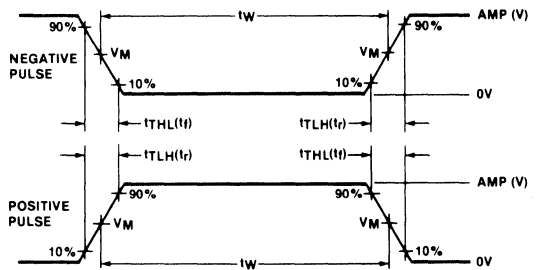 90% tW 90% AMP (V)
NEGATIVE PULSE VM VM
10% 10% 0V
tTHL(tf) tTLH(tr)
tTLH(tr) tTHL(tf)
AMP (V)
POSITIVE PULSE 90% 90%
VM VM
10% tW 10% 0V